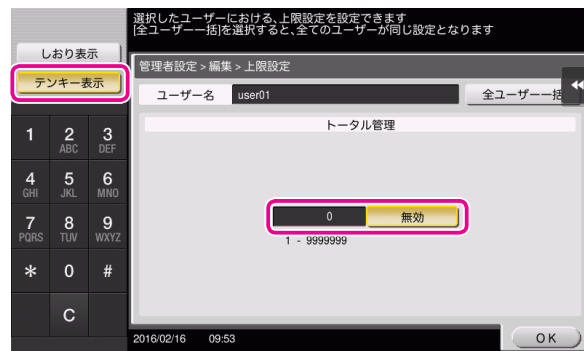 選択したユーザーにおける、上限設定を設定できます
[全ユーザー一括]を選択すると、全てのユーザーが同じ設定となります
しおり表示
テンキー表示
管理者設定 > 編集 > 上限設定
ユーザー名 user01 全ユーザー一括
トータル管理
1 2 3
ABC DEF
4 5 6
GHI JKL MNO
0 無効
7 8 9
PQRS TUV WXYZ
1 - 9999999
* 0 #
C
2016/02/16 09:53
OK